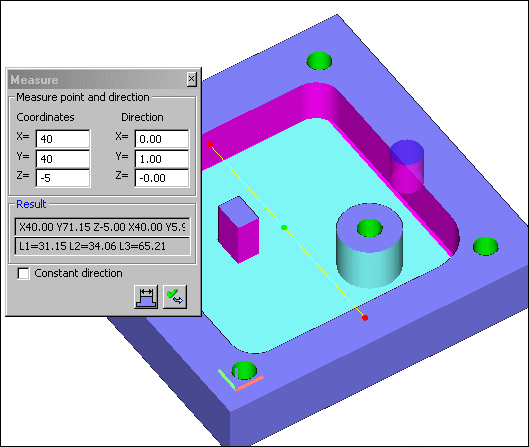 Measure
Measure point and direction
Coordinates Direction
X= 40 X= 0.00
Y= 40 Y= 1.00
Z= -5 Z= -0.00
Result
X40.00 Y71.15 Z-5.00 X40.00 Y5.9
L1=31.15 L2=34.06 L3=65.21
Constant direction